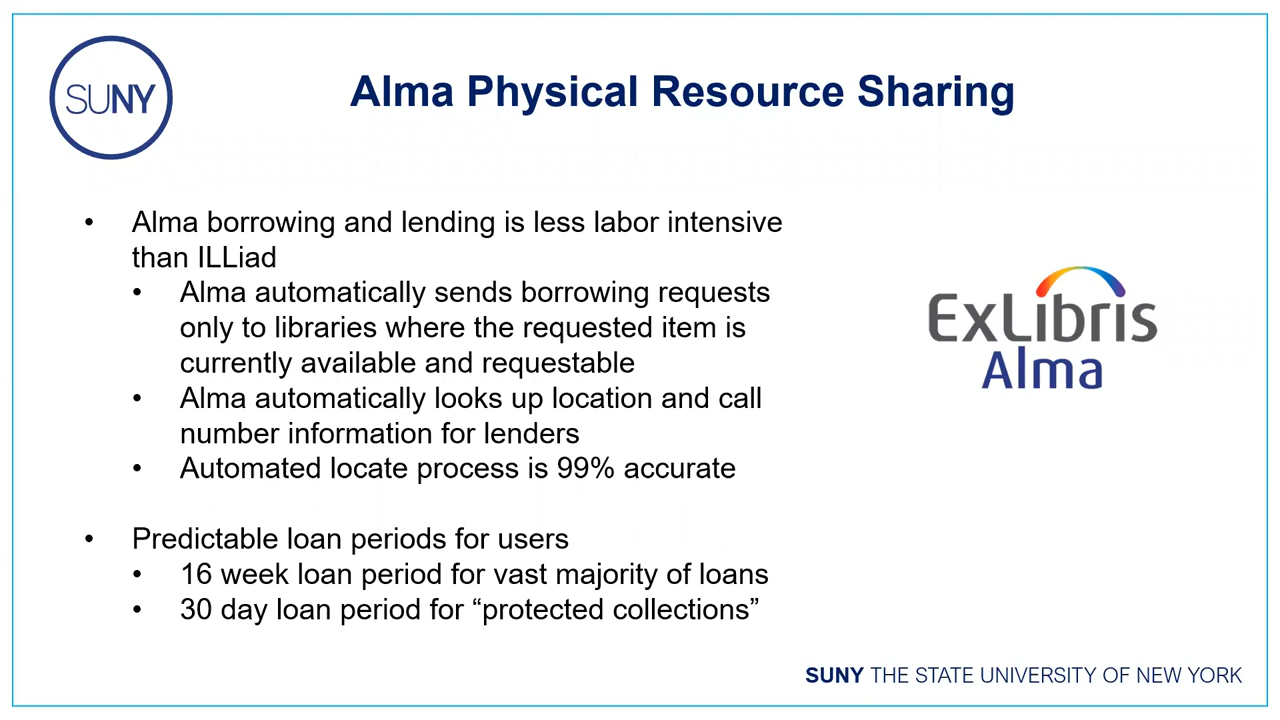 SUNY
Alma Physical Resource Sharing
• Alma borrowing and lending is less labor intensive
than ILLiad
• Alma automatically sends borrowing requests
only to libraries where the requested item is
currently available and requestable
• Alma automatically looks up location and call
number information for lenders
• Automated locate process is 99% accurate
• Predictable loan periods for users
• 16 week loan period for vast majority of loans
• 30 day loan period for “protected collections”
ExLibris
Alma
SUNY THE STATE UNIVERSITY OF NEW YORK